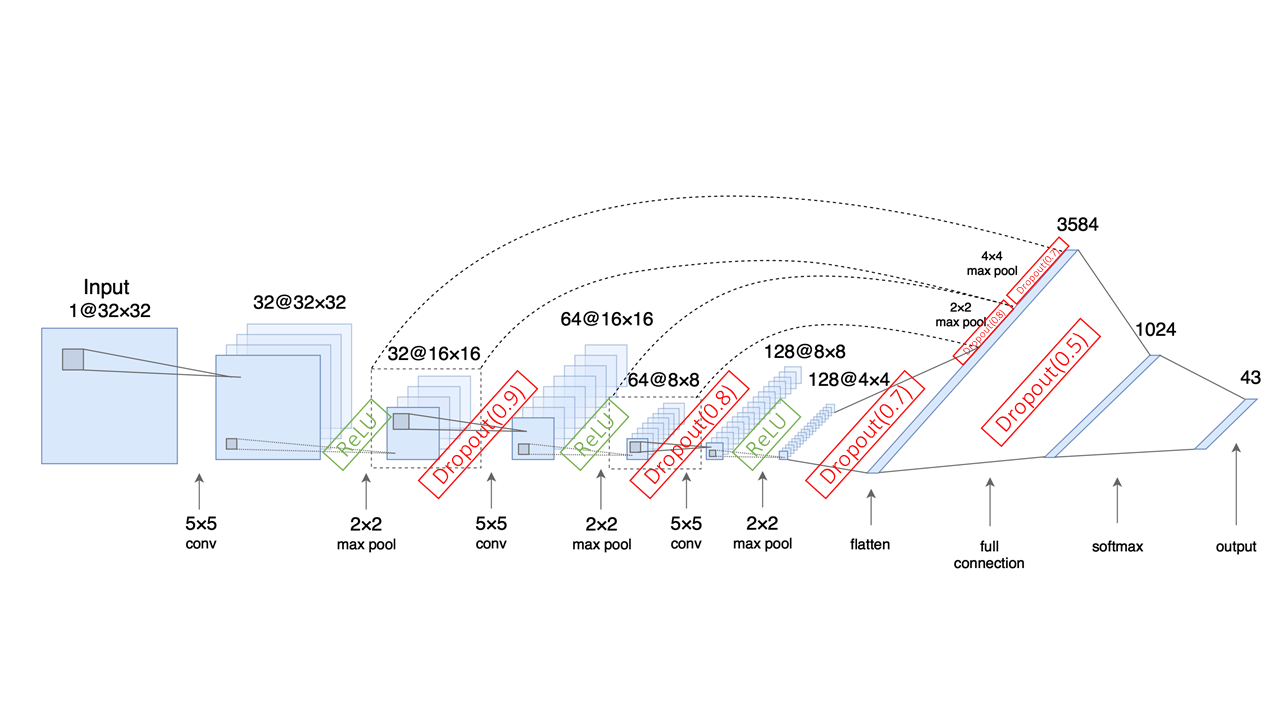 Input
1@32×32
32@32×32
ReLU
32@16×16
Dropout(0.9)
64@16×16
ReLU
64@8×8
Dropout(0.8)
128@8×8
ReLU
128@4×4
Dropout(0.7)
4×4
max pool
Dropout(0.7)
2×2
max pool
Dropout(0.8)
3584
Dropout(0.5)
1024
43
5×5
conv
2×2
max pool
5×5
conv
2×2
max pool
5×5
conv
2×2
max pool
flatten
full
connection
softmax
output